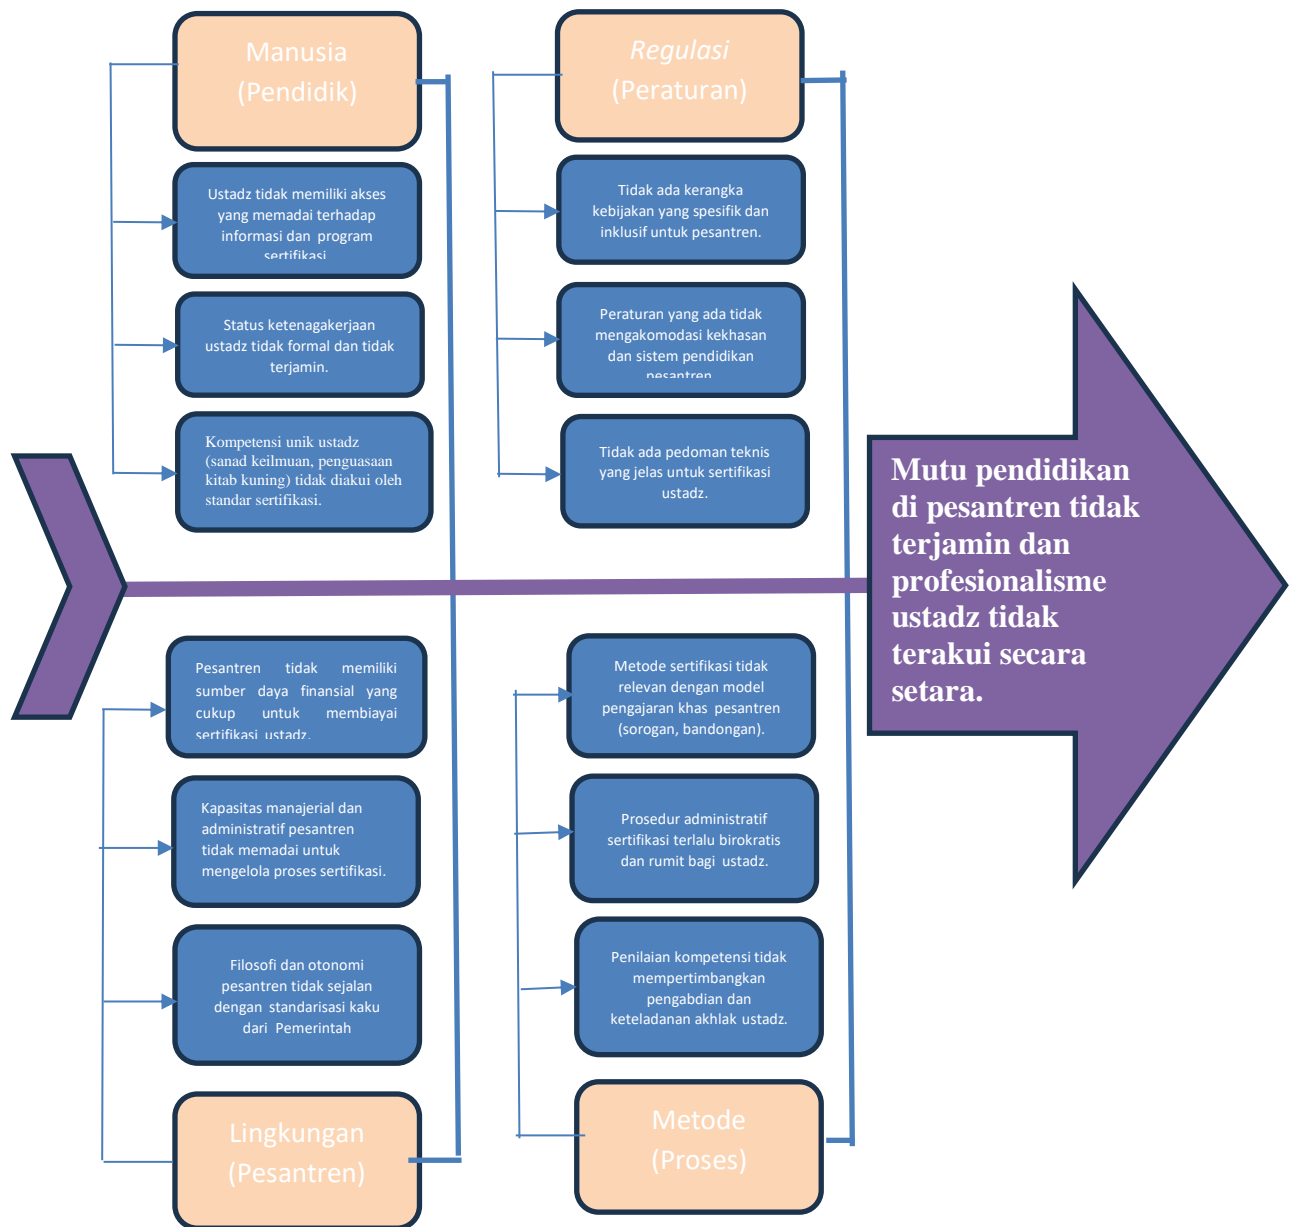 Manusia
(Pendidik)
Ustadz tidak memiliki akses
yang memadai terhadap
informasi dan program
sertifikasi
Status ketenagakerjaan
ustadz tidak formal dan tidak
terjamin.
Kompetensi unik ustadz
(sanad keilmuan, penguasaan
kitab kuning) tidak diakui oleh
standar sertifikasi.
Regulasi
(Peraturan)
Tidak ada kerangka
kebijakan yang spesifik dan
inklusif untuk pesantren.
Peraturan yang ada tidak
mengakomodasi kekhasan
dan sistem pendidikan
pesantren
Tidak ada pedoman teknis
yang jelas untuk sertifikasi
ustadz.
Mutu pendidikan
di pesantren tidak
terjamin dan
profesionalisme
ustadz tidak
terakui secara
setara.
Pesantren tidak memiliki
sumber daya finansial yang
cukup untuk membiayai
sertifikasi ustadz.
Kapasitas manajerial dan
administratif pesantren
tidak memadai untuk
mengelola proses sertifikasi.
Filosofi dan otonomi
pesantren tidak sejalan
dengan standarisasi kaku
dari Pemerintah
Lingkungan
(Pesantren)
Metode sertifikasi tidak
relevan dengan model
pengajaran khas pesantren
(sorogan, bandongan).
Prosedur administratif
sertifikasi terlalu birokratis
dan rumit bagi ustadz.
Penilaian kompetensi tidak
mempertimbangkan
pengabdian dan
keteladanan akhlak ustadz.
Metode
(Proses)